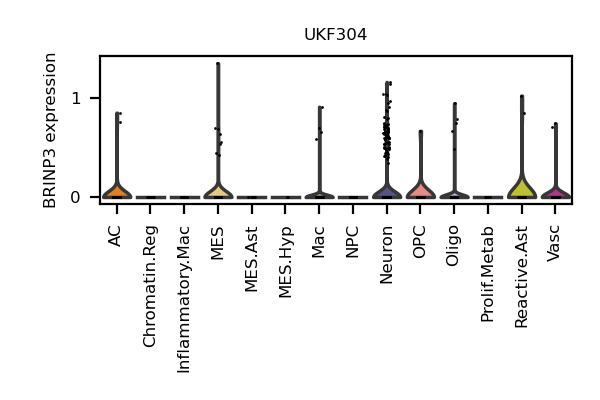 UKF304
BRINP3 expression
1
0
AC
Chromatin.Reg
Inflammatory.Mac
MES
MES.Ast
MES.Hyp
Mac
NPC
Neuron
OPC
Oligo
Prolif.Metab
Reactive.Ast
Vasc